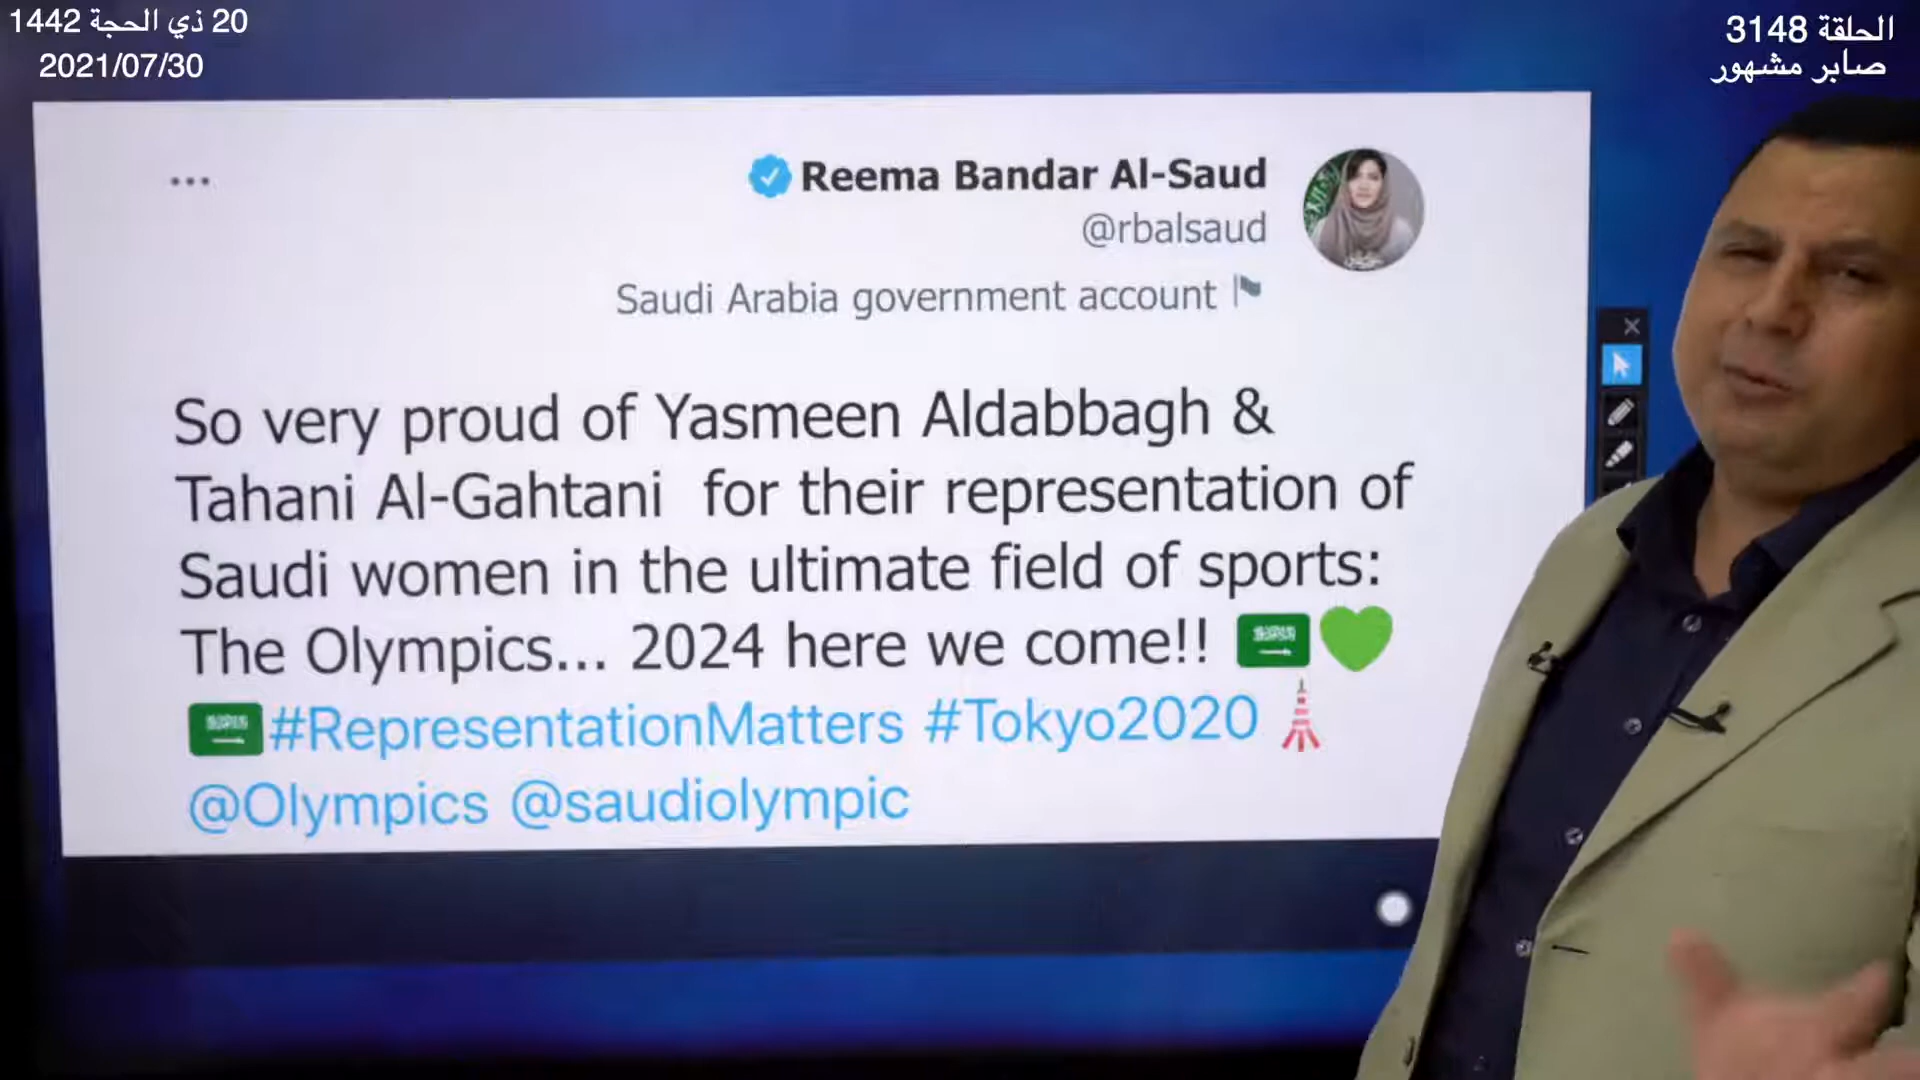 20 ذي الحجة 1442
2021/07/30
الحلقة 3148
صابر مشهور
Reema Bandar Al-Saud
@rbalsaud
Saudi Arabia government account
So very proud of Yasmeen Aldabbagh &
Tahani Al-Gahtani for their representation of
Saudi women in the ultimate field of sports:
The Olympics... 2024 here we come!!
#RepresentationMatters #Tokyo2020
@Olympics @saudiolympic